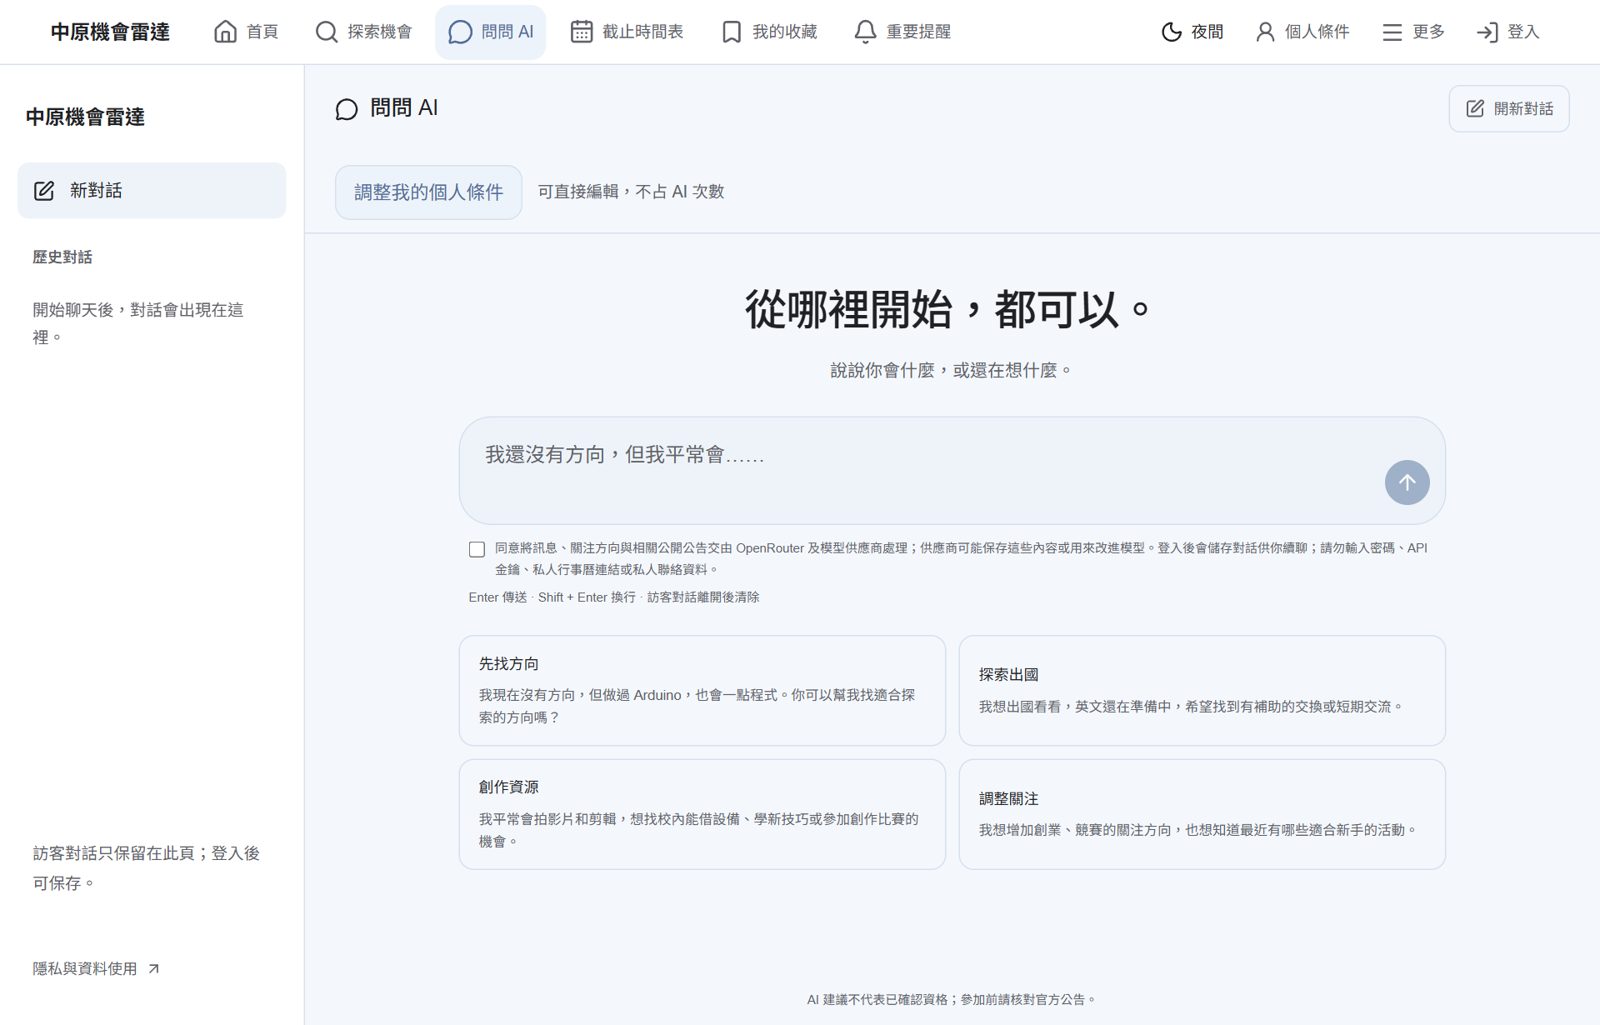 中原機會雷達
首頁
探索機會
問問 AI
截止時間表
我的收藏
重要提醒
夜間
個人條件
更多
登入
中原機會雷達
新對話
歷史對話
開始聊天後，對話會出現在這
裡。
訪客對話只保留在此頁；登入後
可保存。
隱私與資料使用
問問 AI
開新對話
調整我的個人條件
可直接編輯，不占 AI 次數
從哪裡開始，都可以。
說說你會什麼，或還在想什麼。
我還沒有方向，但我平常會……
同意將訊息、關注方向與相關公開公告交由 OpenRouter 及模型供應商處理；供應商可能保存這些內容或用來改進模型。登入後會儲存對話供你續聊；請勿輸入密碼、API
金鑰、私人行事曆連結或私人聯絡資料。
Enter 傳送 · Shift + Enter 換行 · 訪客對話離開後清除
先找方向
我現在沒有方向，但做過 Arduino，也會一點程式。你可以幫我找適合探
索的方向嗎？
探索出國
我想出國看看，英文還在準備中，希望找到有補助的交換或短期交流。
創作資源
我平常會拍影片和剪輯，想找校內能借設備、學新技巧或參加創作比賽的
機會。
調整關注
我想增加創業、競賽的關注方向，也想知道最近有哪些適合新手的活動。
AI 建議不代表已確認資格；參加前請核對官方公告。